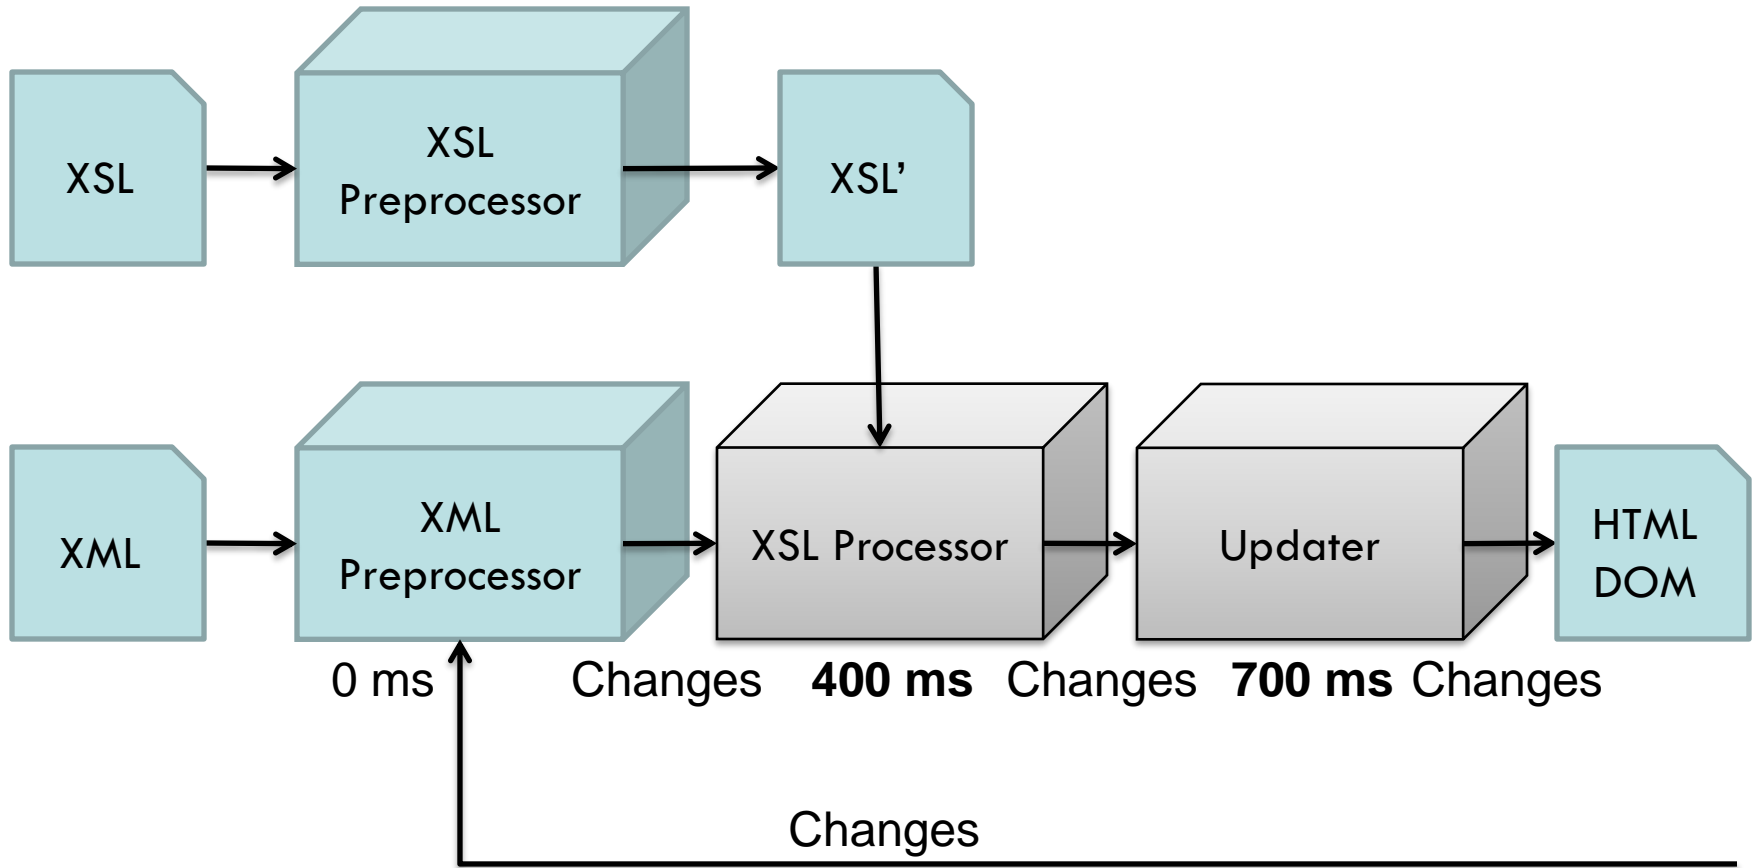 XSL
XSL
Preprocessor
XSL’
XML
XML
Preprocessor
XSL Processor
Updater
HTML
DOM
0 ms
Changes
400 ms
Changes
700 ms
Changes
Changes